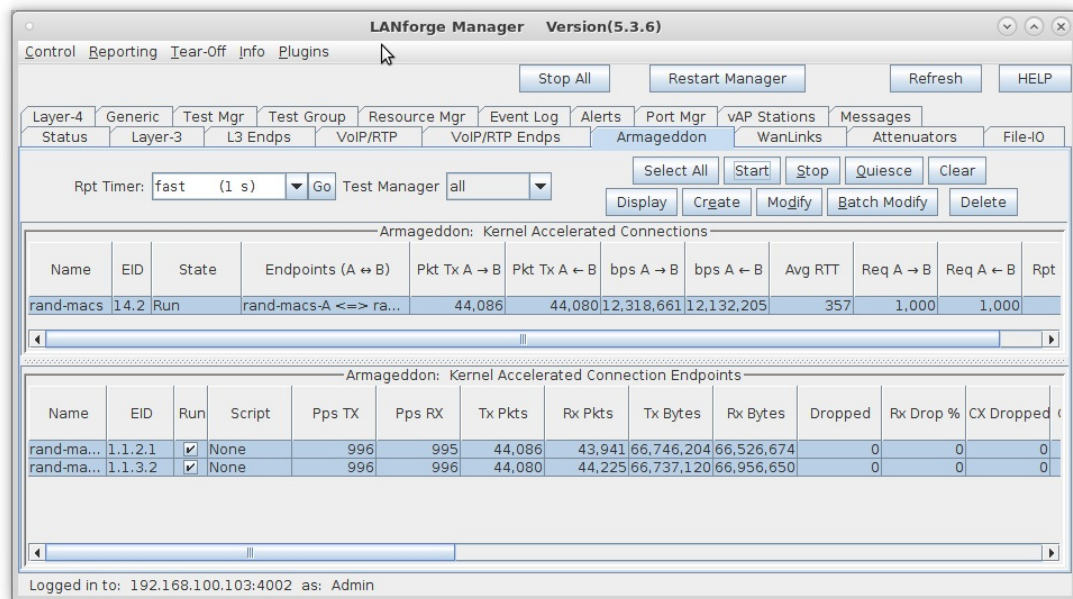 LANforge Manager Version(5.3.6)
Control Reporting Tear-Off Info Plugins
Stop All Restart Manager Refresh HELP
Layer-4 Generic Test Mgr Test Group Resource Mgr Event Log Alerts Port Mgr vAP Stations Messages
Status Layer-3 L3 Endps VoIP/RTP VoIP/RTP Endps Armageddon WanLinks Attenuators File-IO
Rpt Timer: fast (1 s) Go Test Manager all
Select All Start Stop Quiesce Clear
Display Create Modify Batch Modify Delete
Armageddon: Kernel Accelerated Connections
Name EID State Endpoints (A ↔ B) Pkt Tx A → B Pkt Tx A ← B bps A → B bps A ← B Avg RTT Req A → B Req A ← B Rpt
rand-macs 14.2 Run rand-macs-A <=> ra... 44,086 44,080 12,318,661 12,132,205 357 1,000 1,000
Armageddon: Kernel Accelerated Connection Endpoints
Name EID Run Script Pps TX Pps RX Tx Pkts Rx Pkts Tx Bytes Rx Bytes Dropped Rx Drop % CX Dropped
rand-ma... 1.1.2.1 None 996 995 44,086 43,941 66,746,204 66,526,674 0 0 0
rand-ma... 1.1.3.2 None 996 996 44,080 44,225 66,737,120 66,956,650 0 0 0
Logged in to: 192.168.100.103:4002 as: Admin